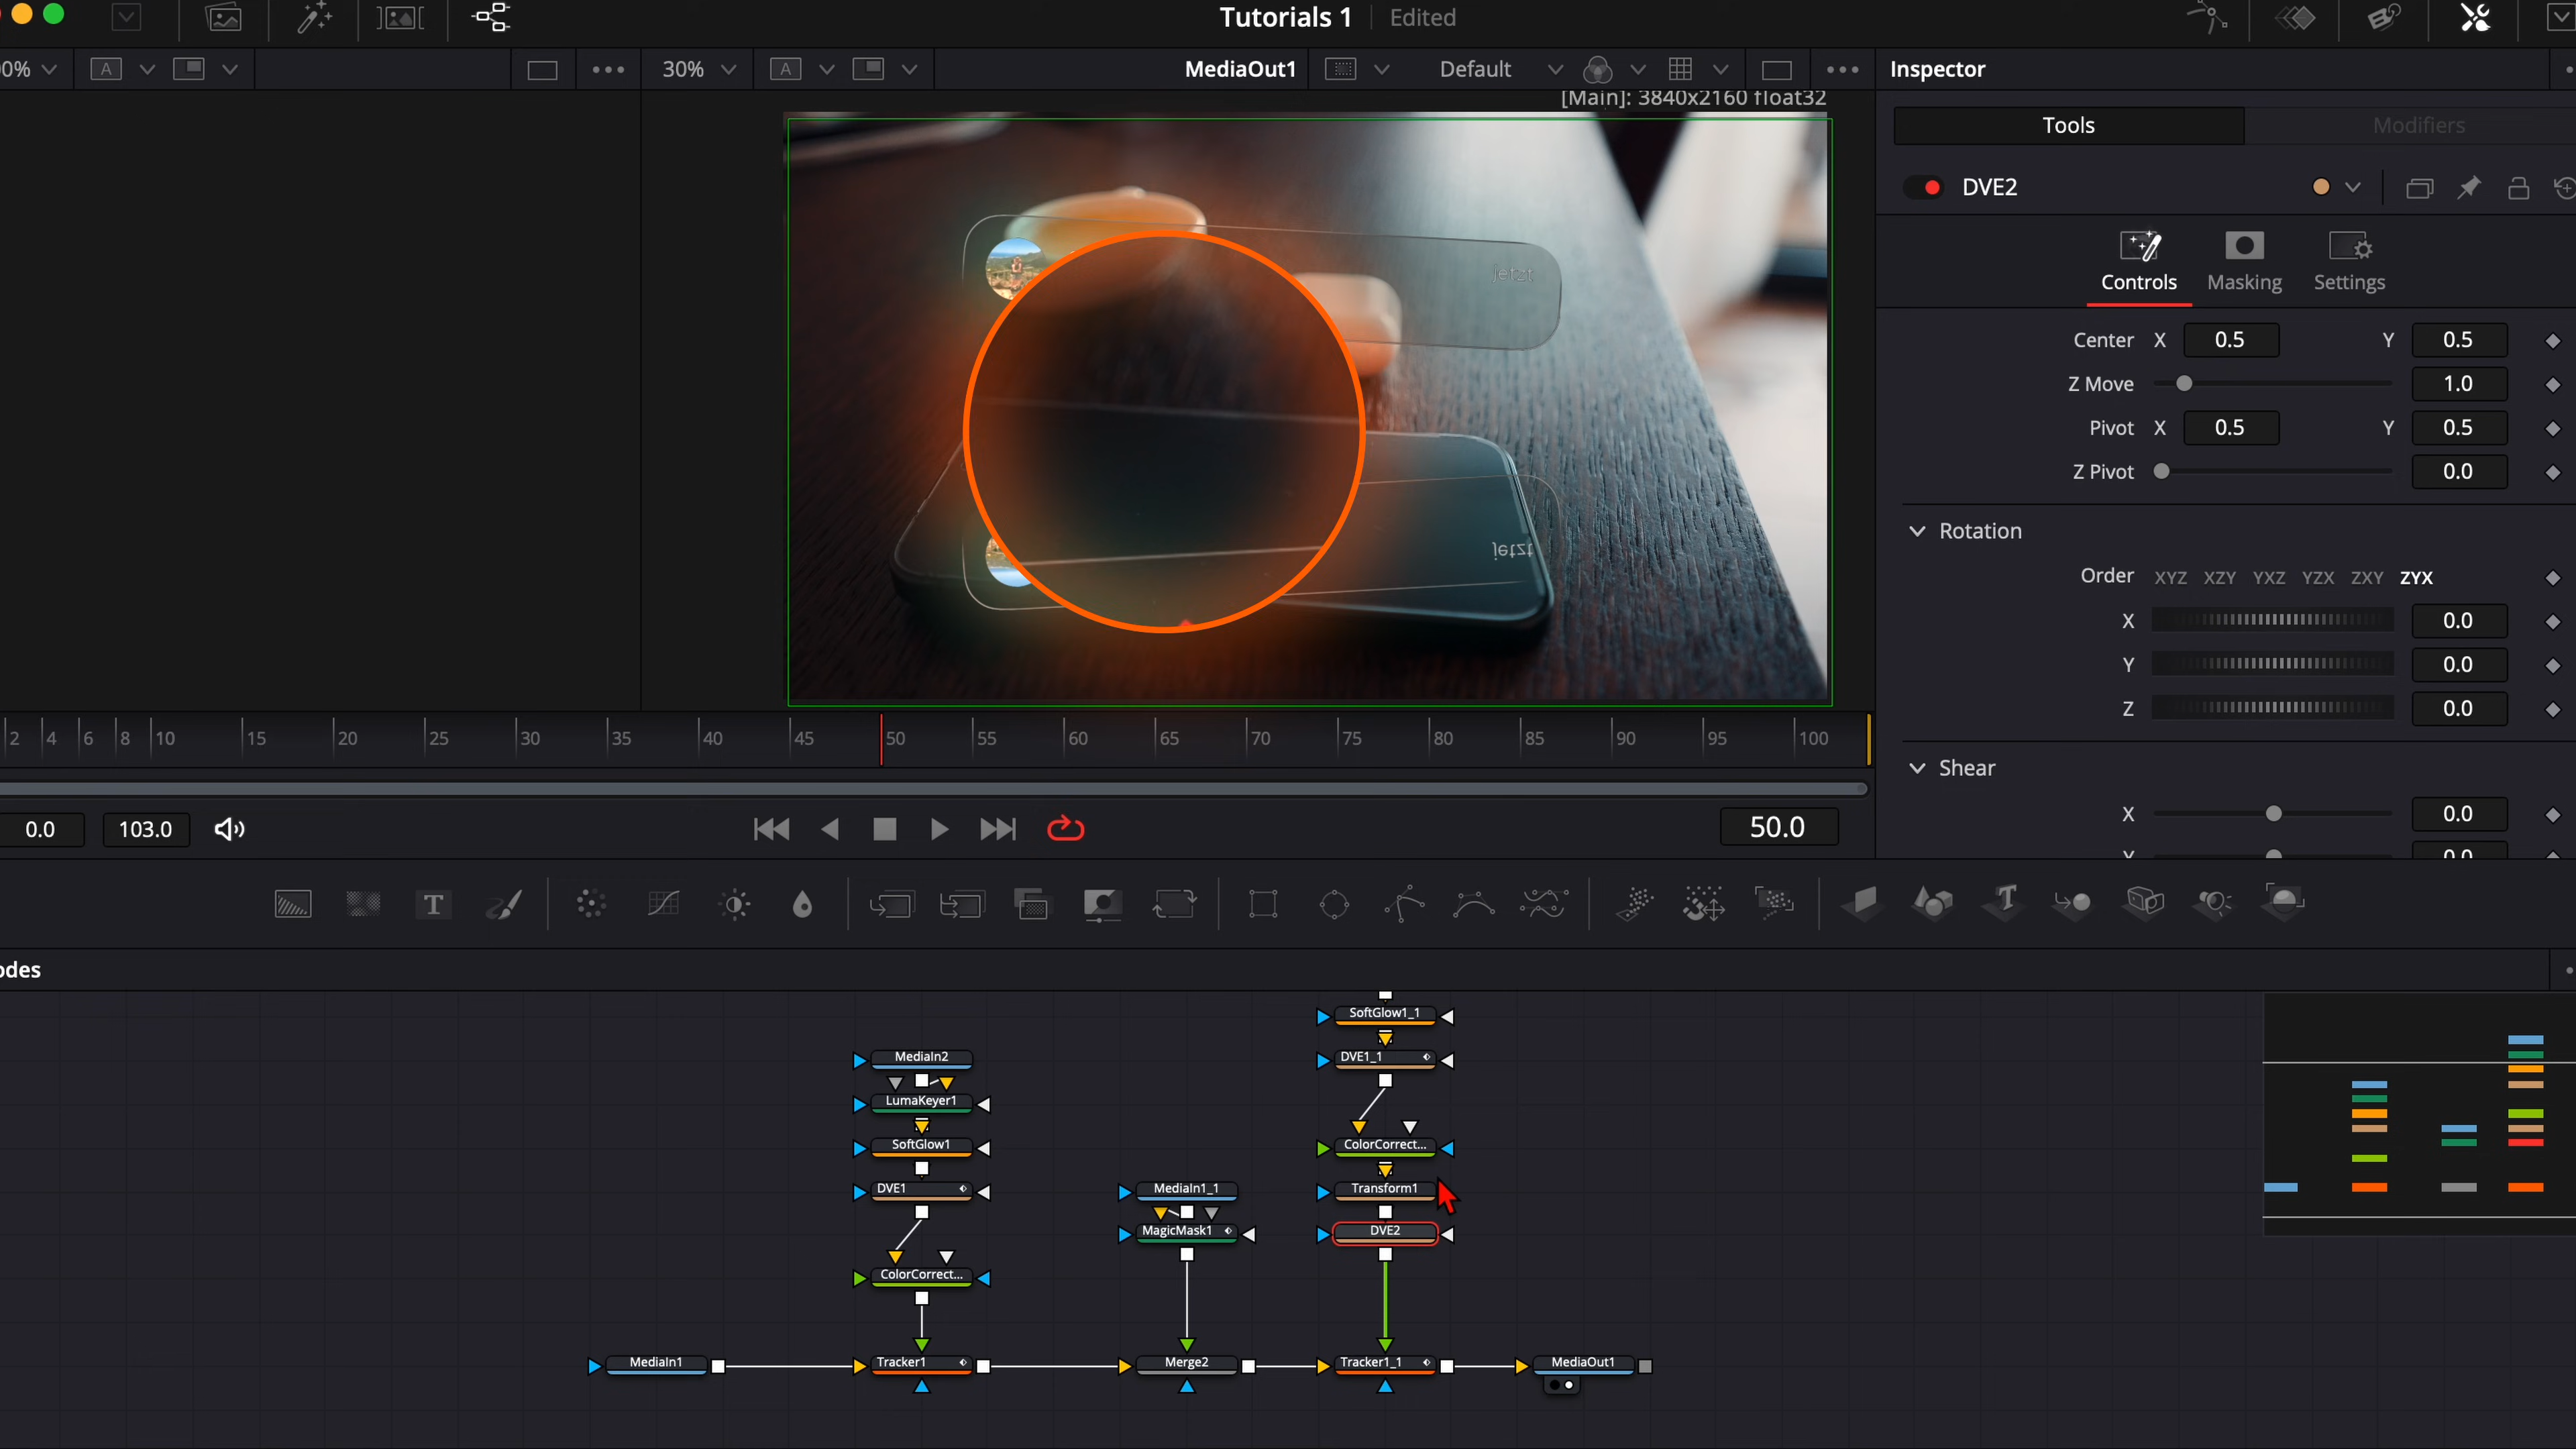 Tutorials 1 Edited
0% A 30% A MediaOut1 Default Inspector
[Main]: 3840x2160 float32
Tools Modifiers
DVE2
Controls Masking Settings
jetzt
jetzt
Center X 0.5 Y 0.5
Z Move 1.0
Pivot X 0.5 Y 0.5
Z Pivot 0.0
Rotation
Order XYZ XZY YXZ YZX ZXY ZYX
X 0.0
Y 0.0
Z 0.0
Shear
X 0.0
Y 0.0
2 4 6 8 10 15 20 25 30 35 40 45 50 55 60 65 70 75 80 85 90 95 100
0.0 103.0 50.0
T T
odes
SoftGlow1_1
MediaIn2 DVE1_1
LumaKeyer1
SoftGlow1 ColorCorrect...
DVE1 MediaIn1_1 Transform1
MagicMask1 DVE2
ColorCorrect...
MediaIn1 Tracker1 Merge2 Tracker1_1 MediaOut1